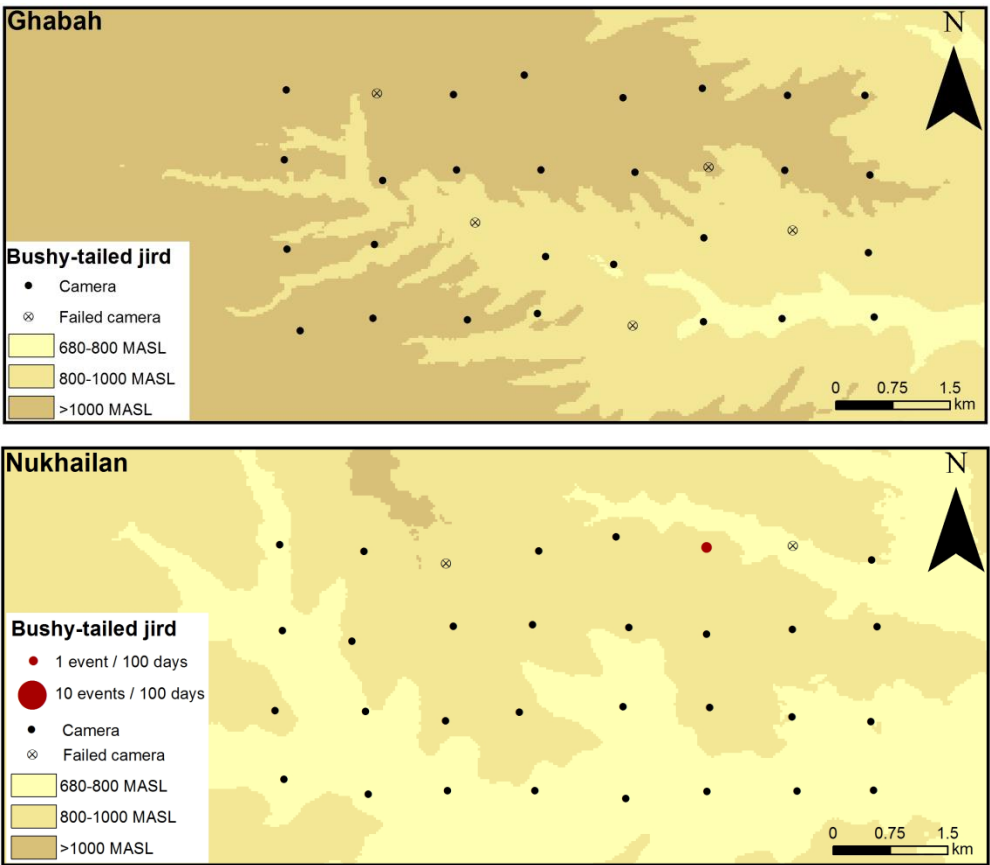 Ghabah
N
Bushy-tailed jird
Camera
Failed camera
680-800 MASL
800-1000 MASL
>1000 MASL
0 0.75 1.5
km
Nukhailan
N
Bushy-tailed jird
1 event / 100 days
10 events / 100 days
Camera
Failed camera
680-800 MASL
800-1000 MASL
>1000 MASL
0 0.75 1.5
km